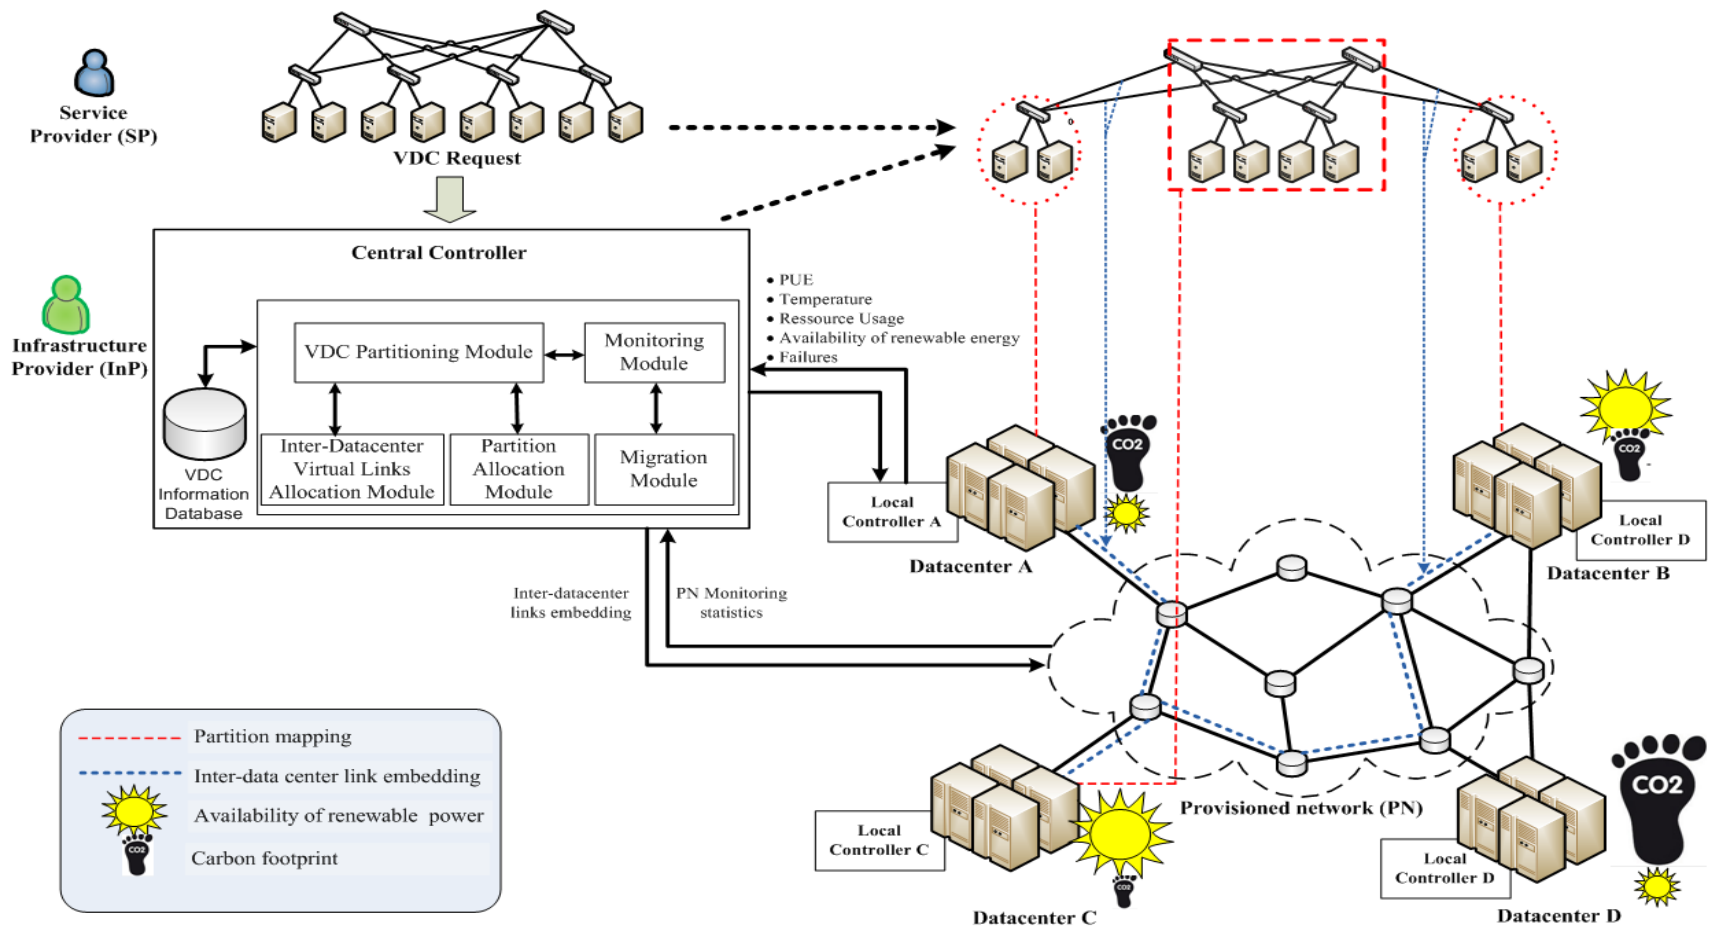 Service
Provider (SP)
VDC Request
Central Controller
Infrastructure
Provider (InP)
VDC Partitioning Module
Monitoring
Module
Inter-Datacenter
Virtual Links
Allocation Module
Partition
Allocation
Module
Migration
Module
VDC
Information
Database
• PUE
• Temperature
• Ressource Usage
• Availability of renewable energy
• Failures
Local
Controller A
Datacenter A
CO2
CO2
Local
Controller D
Datacenter B
Inter-datacenter
links embedding
PN Monitoring
statistics
Provisioned network (PN)
Local
Controller C
Datacenter C
CO2
Local
Controller D
Datacenter D
CO2
Partition mapping
Inter-data center link embedding
Availability of renewable power
CO2
Carbon footprint